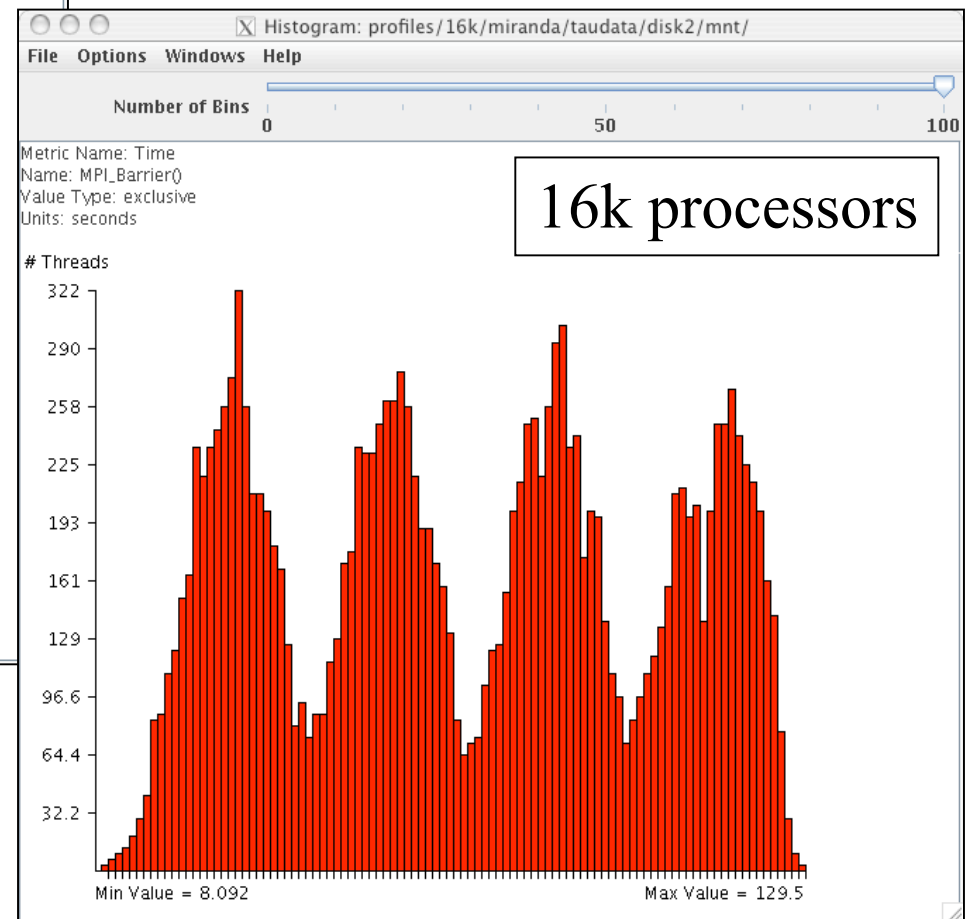 X Histogram: profiles/16k/miranda/taudata/disk2/mnt/
File Options Windows Help
Number of Bins
0 50 100
Metric Name: Time
Name: MPI_Barrier()
Value Type: exclusive
Units: seconds
16k processors
# Threads
322
290
258
225
193
161
129
96.6
64.4
32.2
Min Value = 8.092 Max Value = 129.5